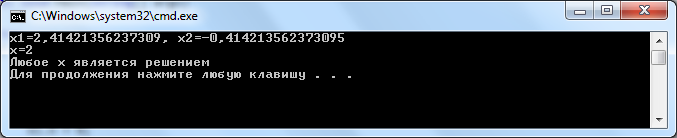 C:\Windows\system32\cmd.exe
x1=2,41421356237309, x2=-0,414213562373095
x=2
Любое x является решением
Для продолжения нажмите любую клавишу . . .